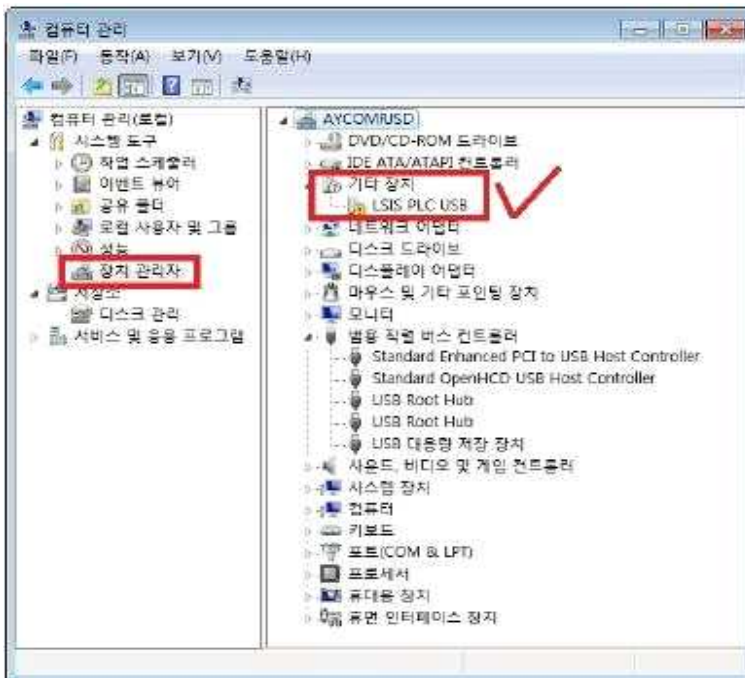 컴퓨터 관리
파일(F) 동작(A) 보기(V) 도움말(H)
컴퓨터 관리(로컬)
시스템 도구
작업 스케줄러
이벤트 뷰어
공유 폴더
로컬 사용자 및 그룹
성능
장치 관리자
저장소
디스크 관리
서비스 및 응용 프로그램
AYCOMRUSD
DVD/CD-ROM 드라이브
IDE ATA/ATAPI 컨트롤러
기타 장치
LSIS PLC USB
네트워크 어댑터
디스크 드라이브
디스플레이 어댑터
마우스 및 기타 포인팅 장치
모니터
범용 직렬 버스 컨트롤러
Standard Enhanced PCI to USB Host Controller
Standard OpenHCD USB Host Controller
USB Root Hub
USB Root Hub
USB 대용량 저장 장치
사운드, 비디오 및 게임 컨트롤러
시스템 장치
컴퓨터
키보드
포트(COM & LPT)
프로세서
휴대용 장치
휴먼 인터페이스 장치